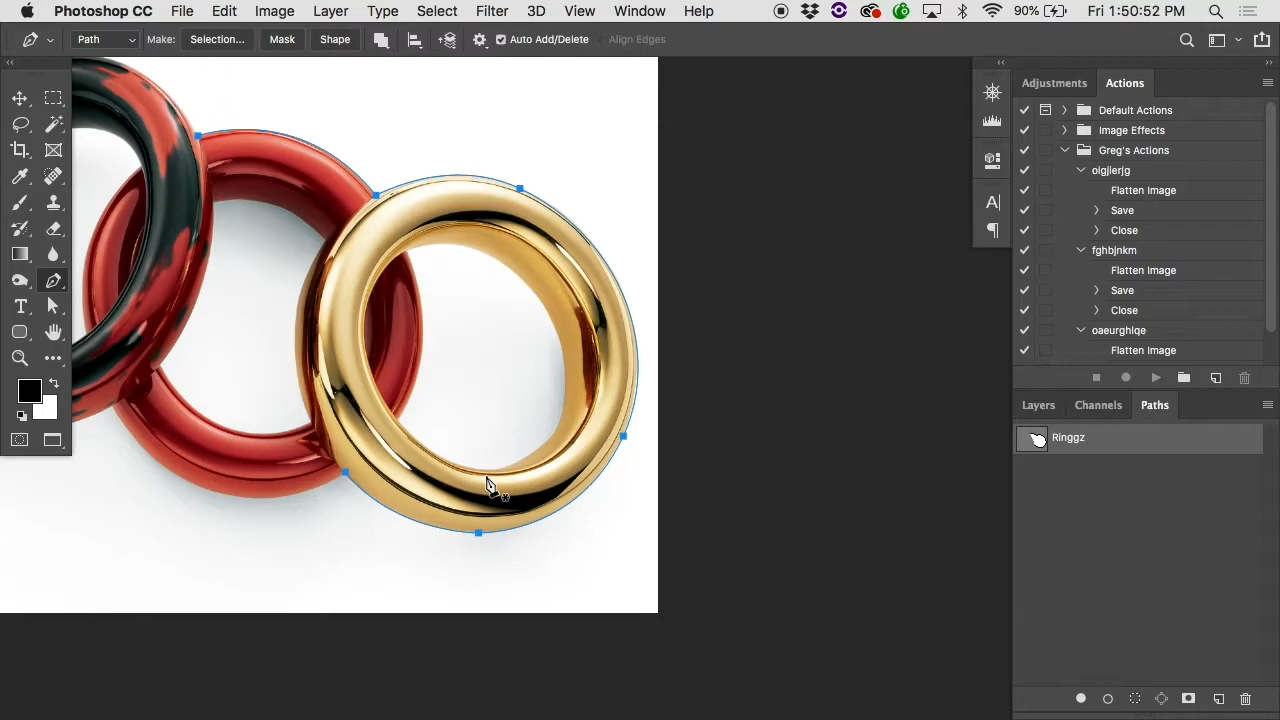 Photoshop CC File Edit Image Layer Type Select Filter 3D View Window Help 90% Fri 1:50:52 PM
Path Make: Selection... Mask Shape Auto Add/Delete Align Edges
Adjustments Actions
Default Actions
Image Effects
Greg's Actions
olgjlerjg
Flatten Image
Save
Close
fghbjnkm
Flatten Image
Save
Close
oaeurghlqe
Flatten Image
Layers Channels Paths
Ringgz